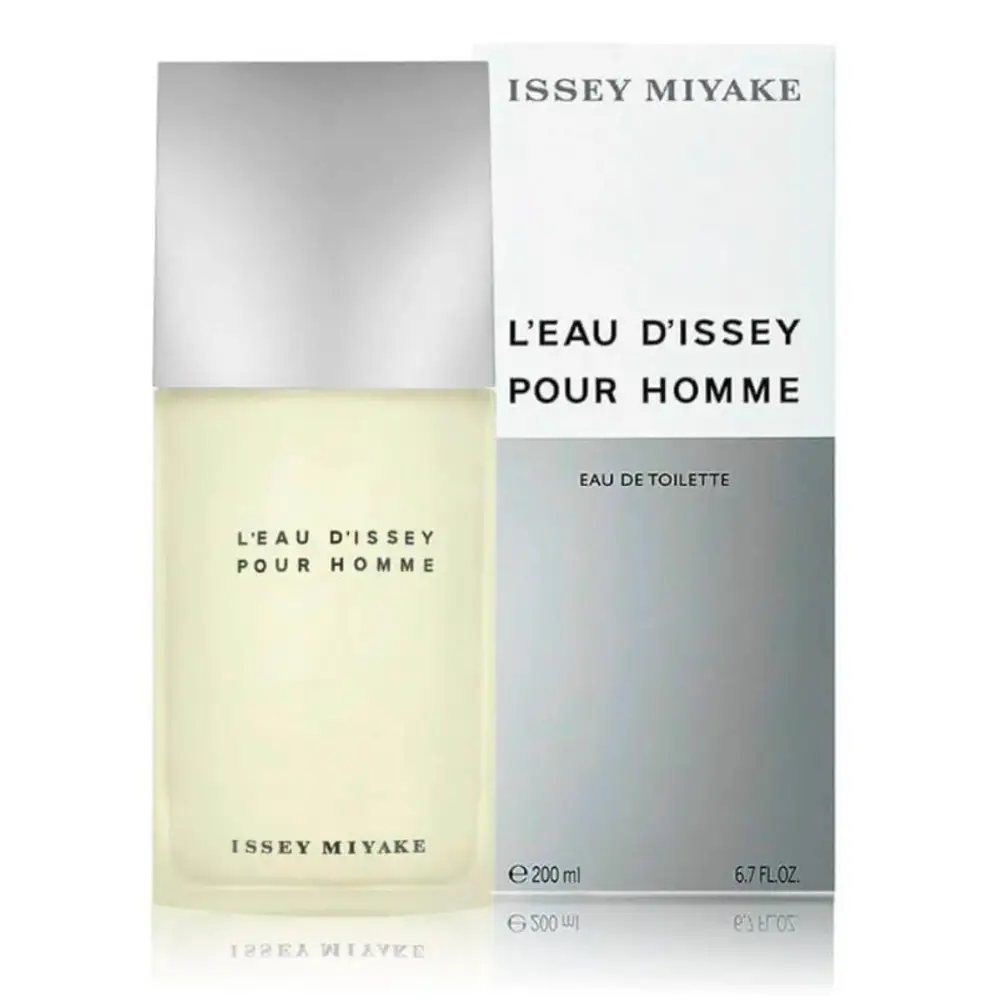 ISSEY MIYAKE
L'EAU D'ISSEY
POUR HOMME
EAU DE TOILETTE
℮ 200 ml 6.7 FL.OZ.
L'EAU D'ISSEY
POUR HOMME
ISSEY MIYAKE